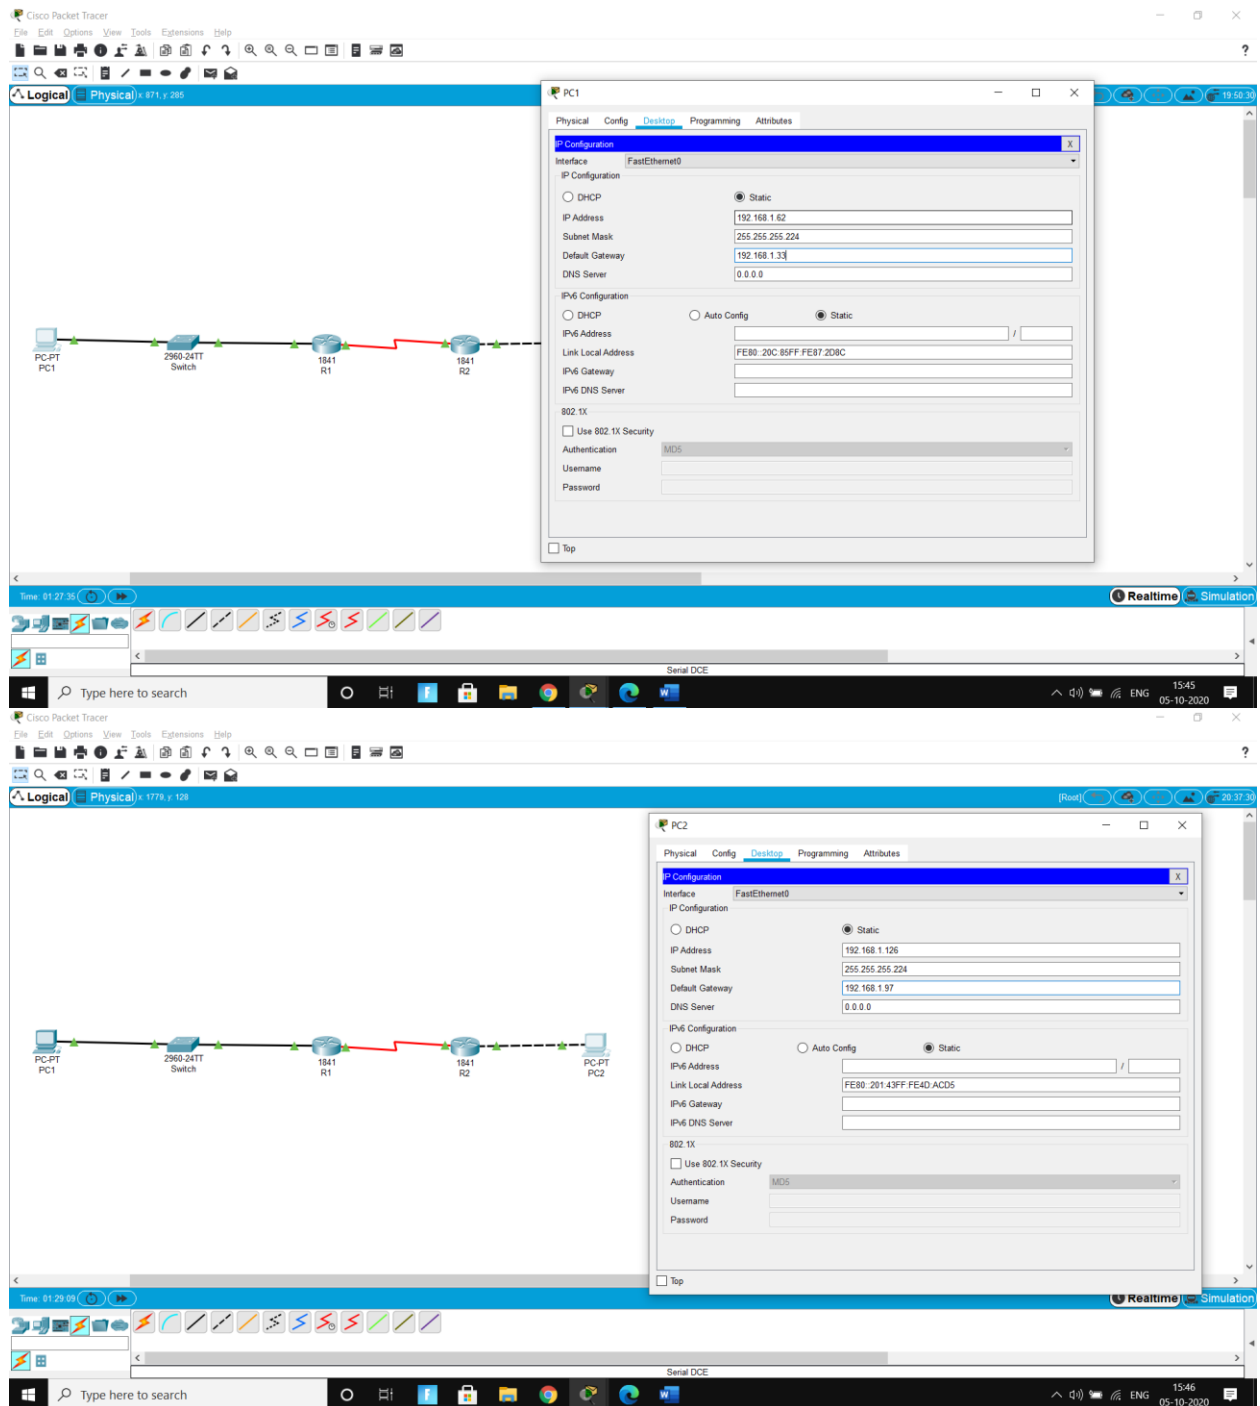 Cisco Packet Tracer
File Edit Options View Tools Extensions Help
?
Logical Physical x: 871, y: 285
19:50:30
PC1
Physical Config Desktop Programming Attributes
IP Configuration X
Interface FastEthernet0
IP Configuration
DHCP Static
IP Address 192.168.1.62
Subnet Mask 255.255.255.224
Default Gateway 192.168.1.33
DNS Server 0.0.0.0
IPv6 Configuration
DHCP Auto Config Static
IPv6 Address /
Link Local Address FE80::20C:85FF:FE87:2D8C
IPv6 Gateway
IPv6 DNS Server
802.1X
Use 802.1X Security
Authentication MD5
Username
Password
Top
PC-PT
PC1
2960-24TT
Switch
1841
R1
1841
R2
Time: 01:27:35
Realtime Simulation
Serial DCE
Type here to search
ENG
15:45
05-10-2020
Cisco Packet Tracer
File Edit Options View Tools Extensions Help
?
Logical Physical x: 1779, y: 128
[Root] 20:37:30
PC2
Physical Config Desktop Programming Attributes
IP Configuration X
Interface FastEthernet0
IP Configuration
DHCP Static
IP Address 192.168.1.126
Subnet Mask 255.255.255.224
Default Gateway 192.168.1.97
DNS Server 0.0.0.0
IPv6 Configuration
DHCP Auto Config Static
IPv6 Address /
Link Local Address FE80::201:43FF:FE4D:ACD5
IPv6 Gateway
IPv6 DNS Server
802.1X
Use 802.1X Security
Authentication MD5
Username
Password
Top
PC-PT
PC1
2960-24TT
Switch
1841
R1
1841
R2
PC-PT
PC2
Time: 01:29:09
Realtime Simulation
Serial DCE
Type here to search
ENG
15:46
05-10-2020